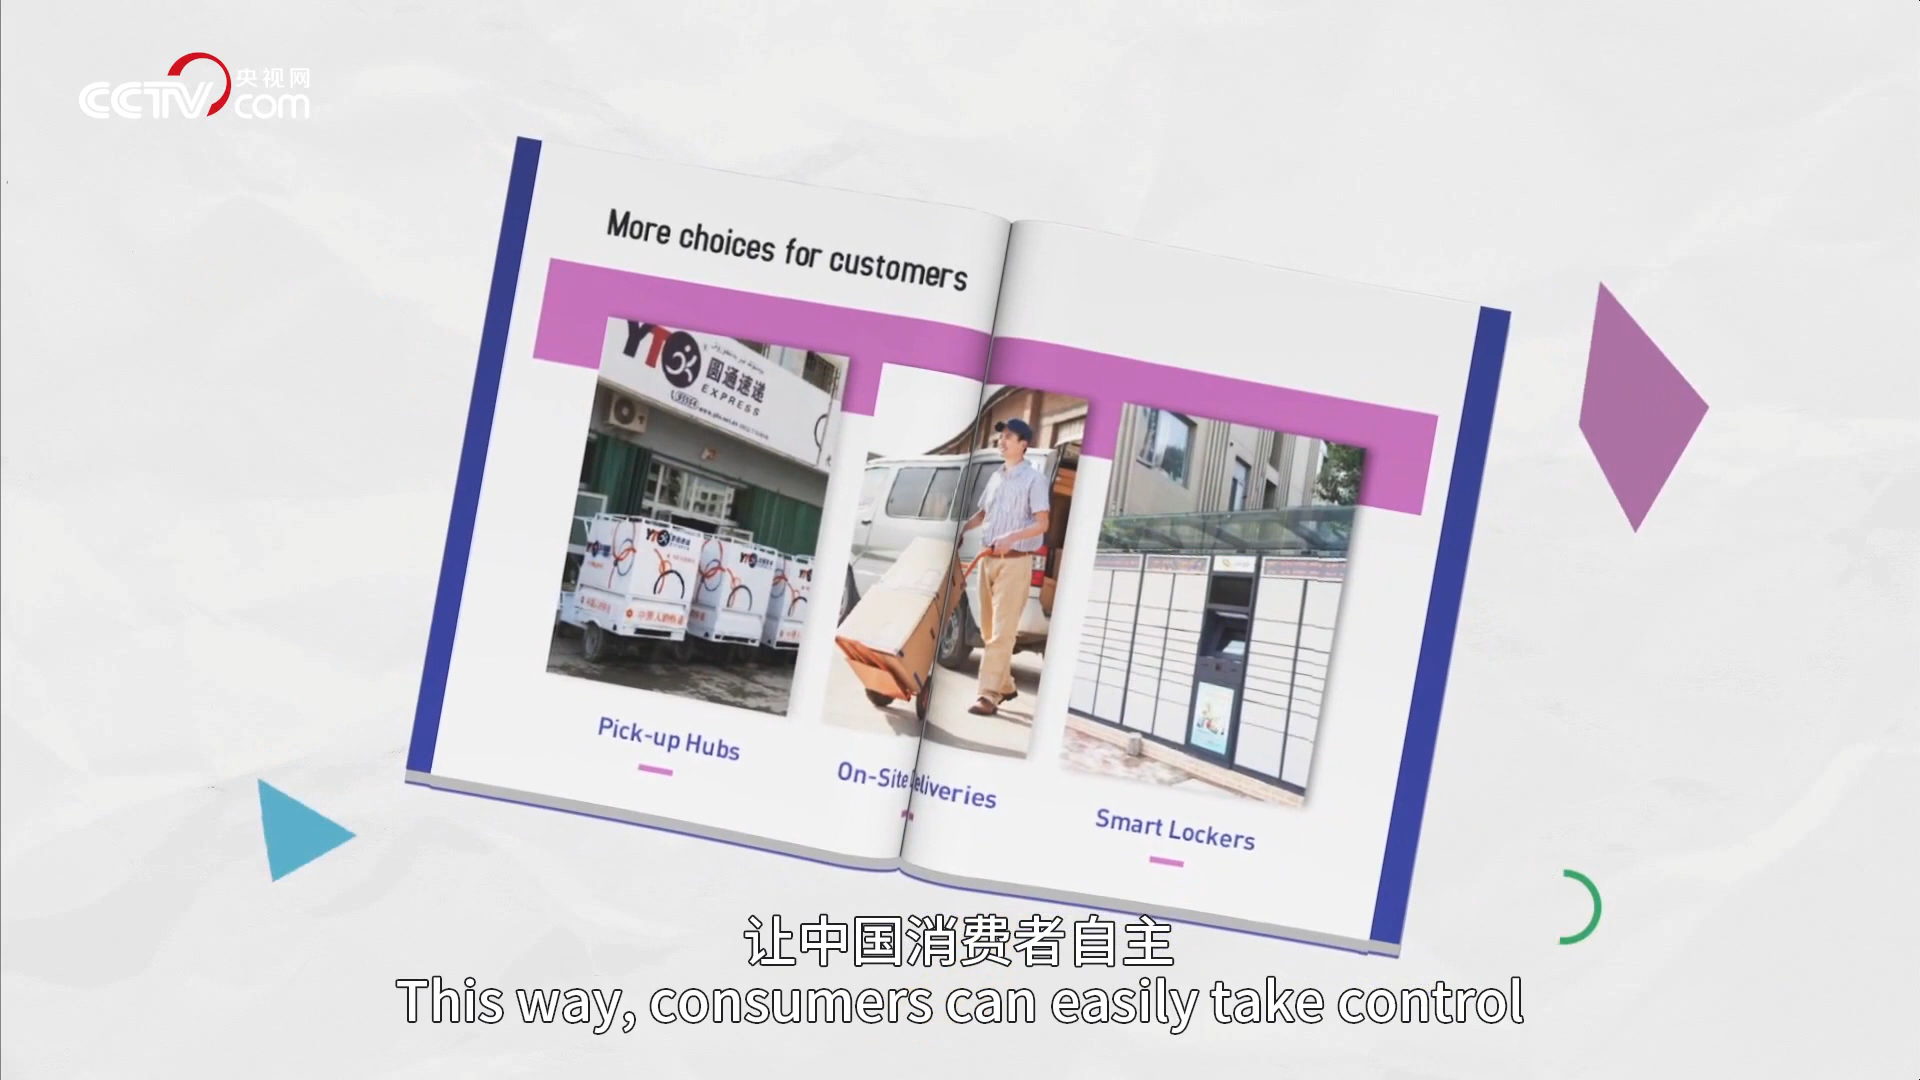 央视网
CCTV.com
More choices for customers
YTO
圆通速递
EXPRESS
Pick-up Hubs
On-Site Deliveries
Smart Lockers
让中国消费者自主
This way, consumers can easily take control